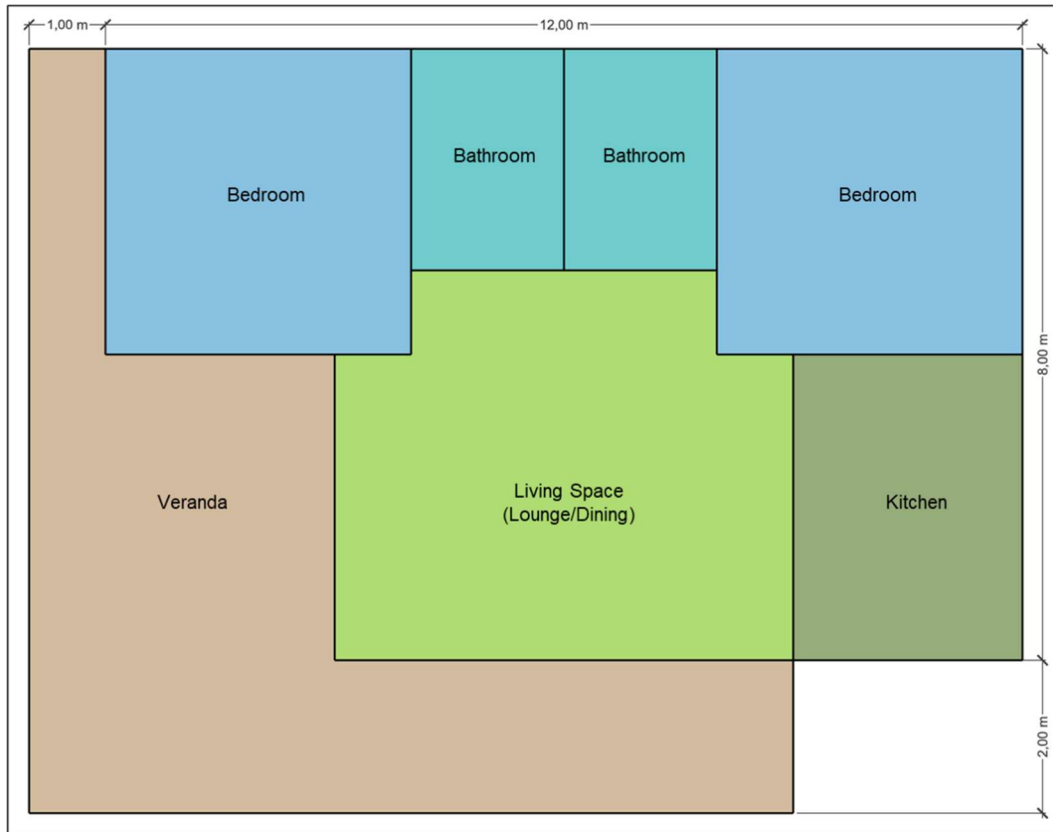 1,00 m
12,00 m
Bathroom
Bathroom
Bedroom
Bedroom
8,00 m
Veranda
Living Space
(Lounge/Dining)
Kitchen
2,00 m